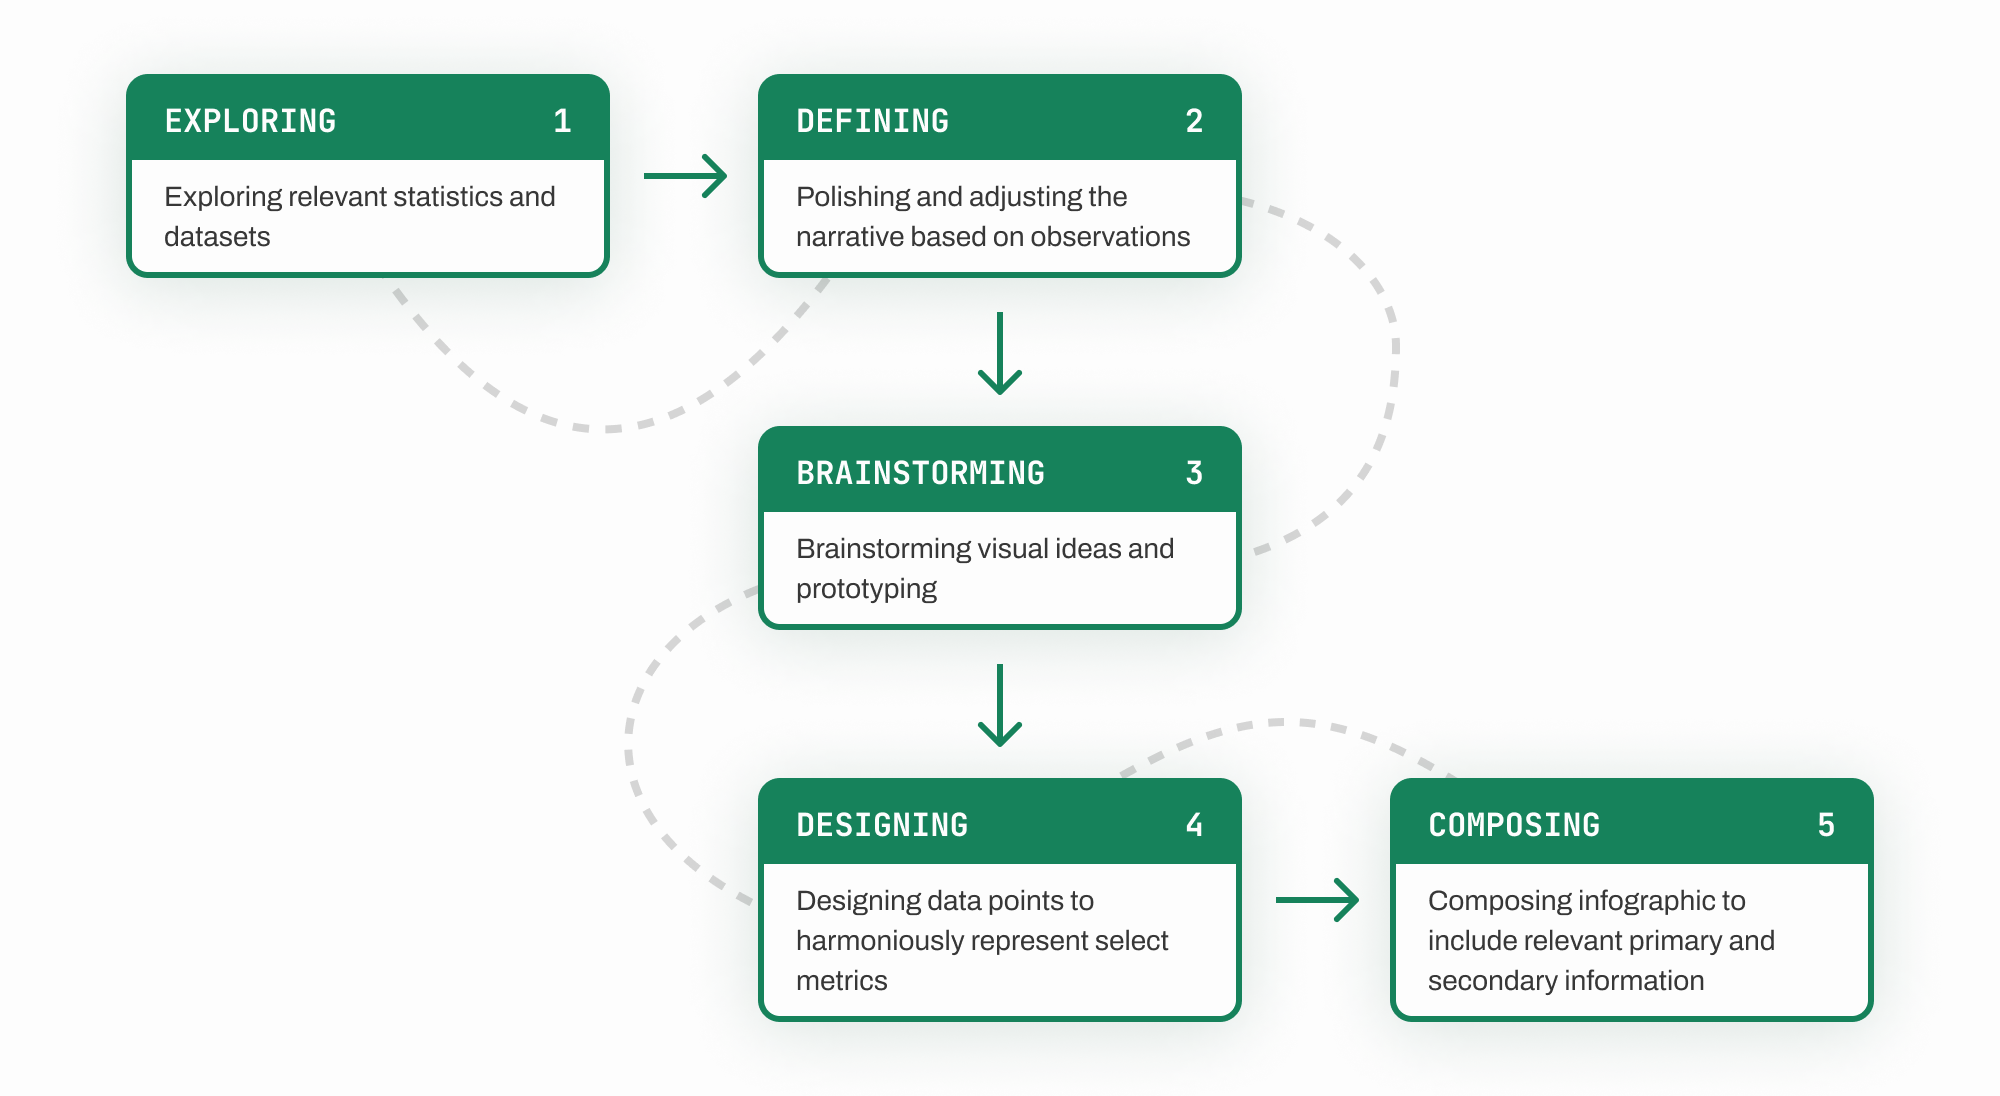 EXPLORING 1
Exploring relevant statistics and
datasets
DEFINING 2
Polishing and adjusting the
narrative based on observations
BRAINSTORMING 3
Brainstorming visual ideas and
prototyping
DESIGNING 4
Designing data points to
harmoniously represent select
metrics
COMPOSING 5
Composing infographic to
include relevant primary and
secondary information